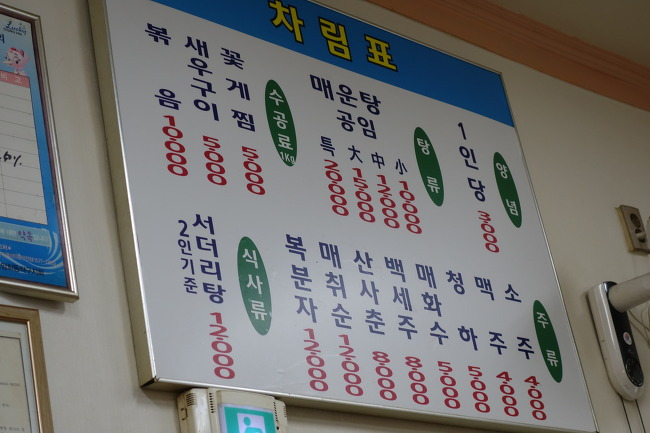 차림표
양념
1인당
3000
탕류
매운탕
공임
小 10000
中 12000
大 15000
특 20000
수공료 1KG
꽃게찜 5000
새우구이 5000
볶음 10000
주류
소주 4000
맥주 4000
청하 5000
매화수 5000
백세주 8000
산사춘 8000
매취순 12000
복분자 12000
식사류
서더리탕 12000
2인기준